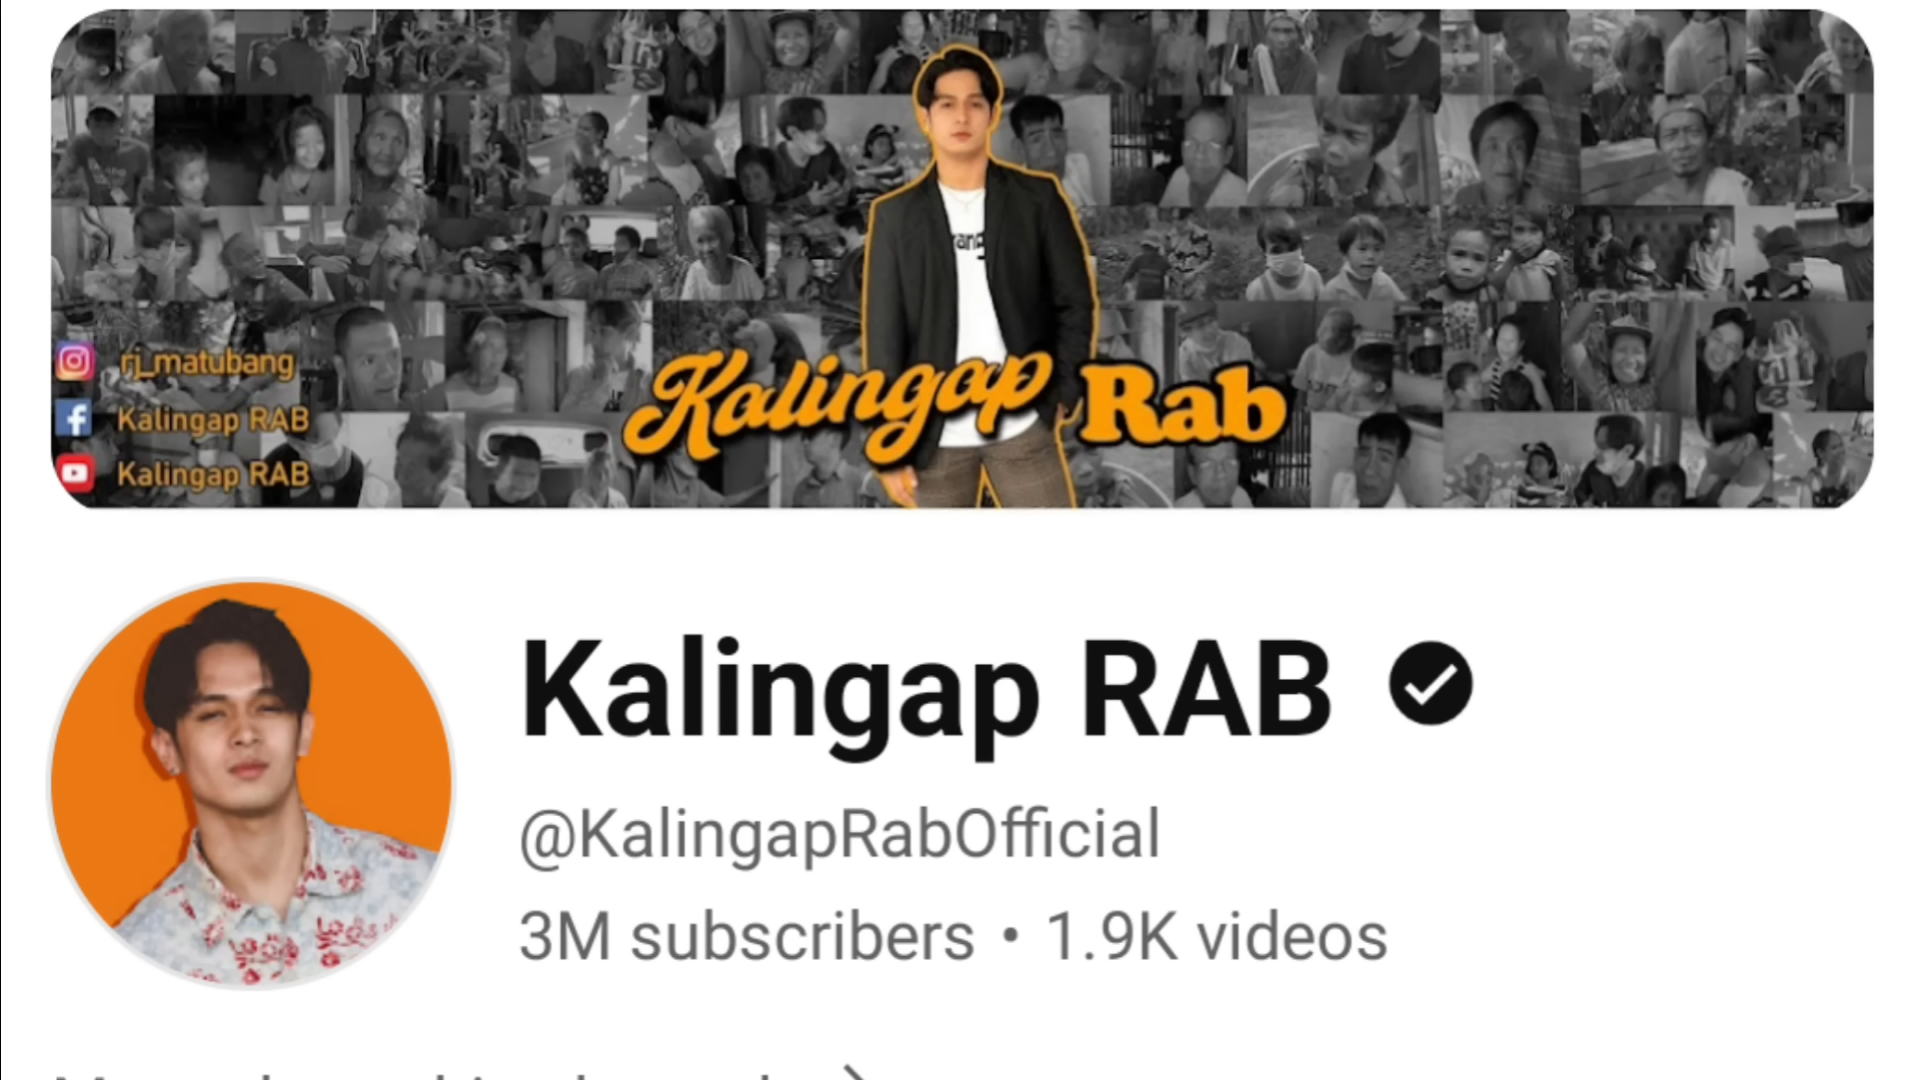 rj_matubang
Kalingap RAB
Kalingap RAB
Kalingap Rab
Kalingap RAB
@KalingapRabOfficial
3M subscribers • 1.9K videos